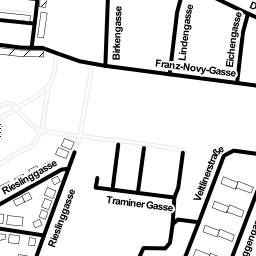 Birkengasse
Lindengasse
Eichengasse
Franz-Novy-Gasse
Veltlinerstraße
Rieslinggasse
Traminer Gasse
Rieslinggasse